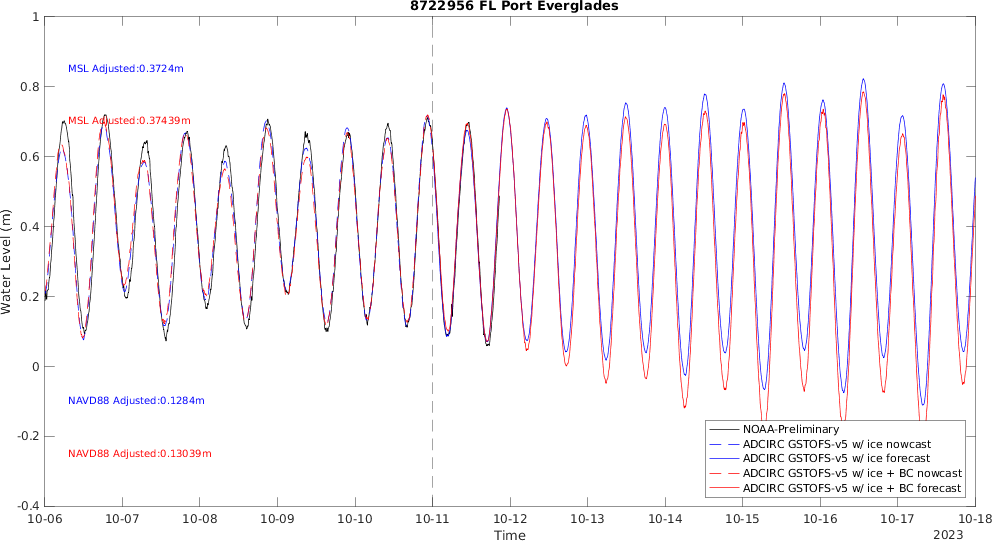 8722956 FL Port Everglades
1
0.8
0.6
0.4
0.2
0
-0.2
-0.4
Water Level (m)
MSL Adjusted:0.3724m
MSL Adjusted:0.37439m
NAVD88 Adjusted:0.1284m
NAVD88 Adjusted:0.13039m
NOAA-Preliminary
ADCIRC GSTOFS-v5 w/ ice nowcast
ADCIRC GSTOFS-v5 w/ ice forecast
ADCIRC GSTOFS-v5 w/ ice + BC nowcast
ADCIRC GSTOFS-v5 w/ ice + BC forecast
10-06 10-07 10-08 10-09 10-10 10-11 10-12 10-13 10-14 10-15 10-16 10-17 10-18
Time
2023